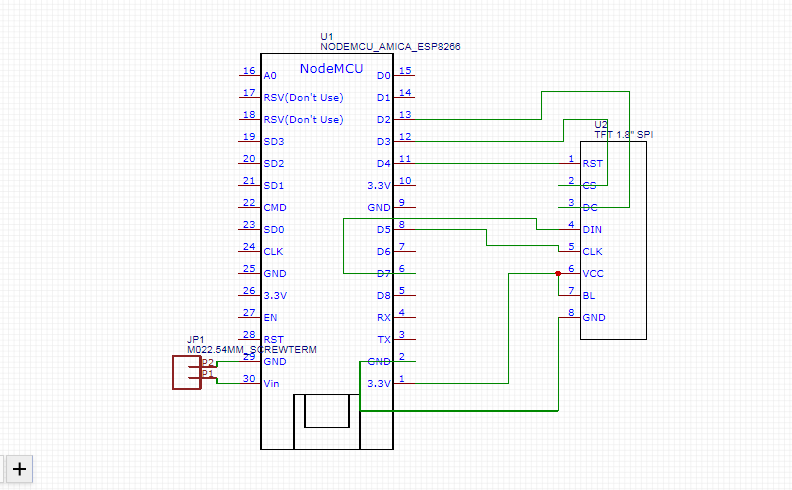 U1
NODEMCU_AMICA_ESP8266
NodeMCU
16 A0 D0 15
17 RSV(Don't Use) D1 14
18 RSV(Don't Use) D2 13
19 SD3 D3 12
20 SD2 D4 11
21 SD1 3.3V 10
22 CMD GND 9
23 SD0 D5 8
24 CLK D6 7
25 GND D7 6
26 3.3V D8 5
27 EN RX 4
28 RST TX 3
29 GND GND 2
30 Vin 3.3V 1
U2
TFT 1.8" SPI
1 RST
2 CS
3 DC
4 DIN
5 CLK
6 VCC
7 BL
8 GND
JP1
M022.54MM_SCREWTERM
P2
P1
+